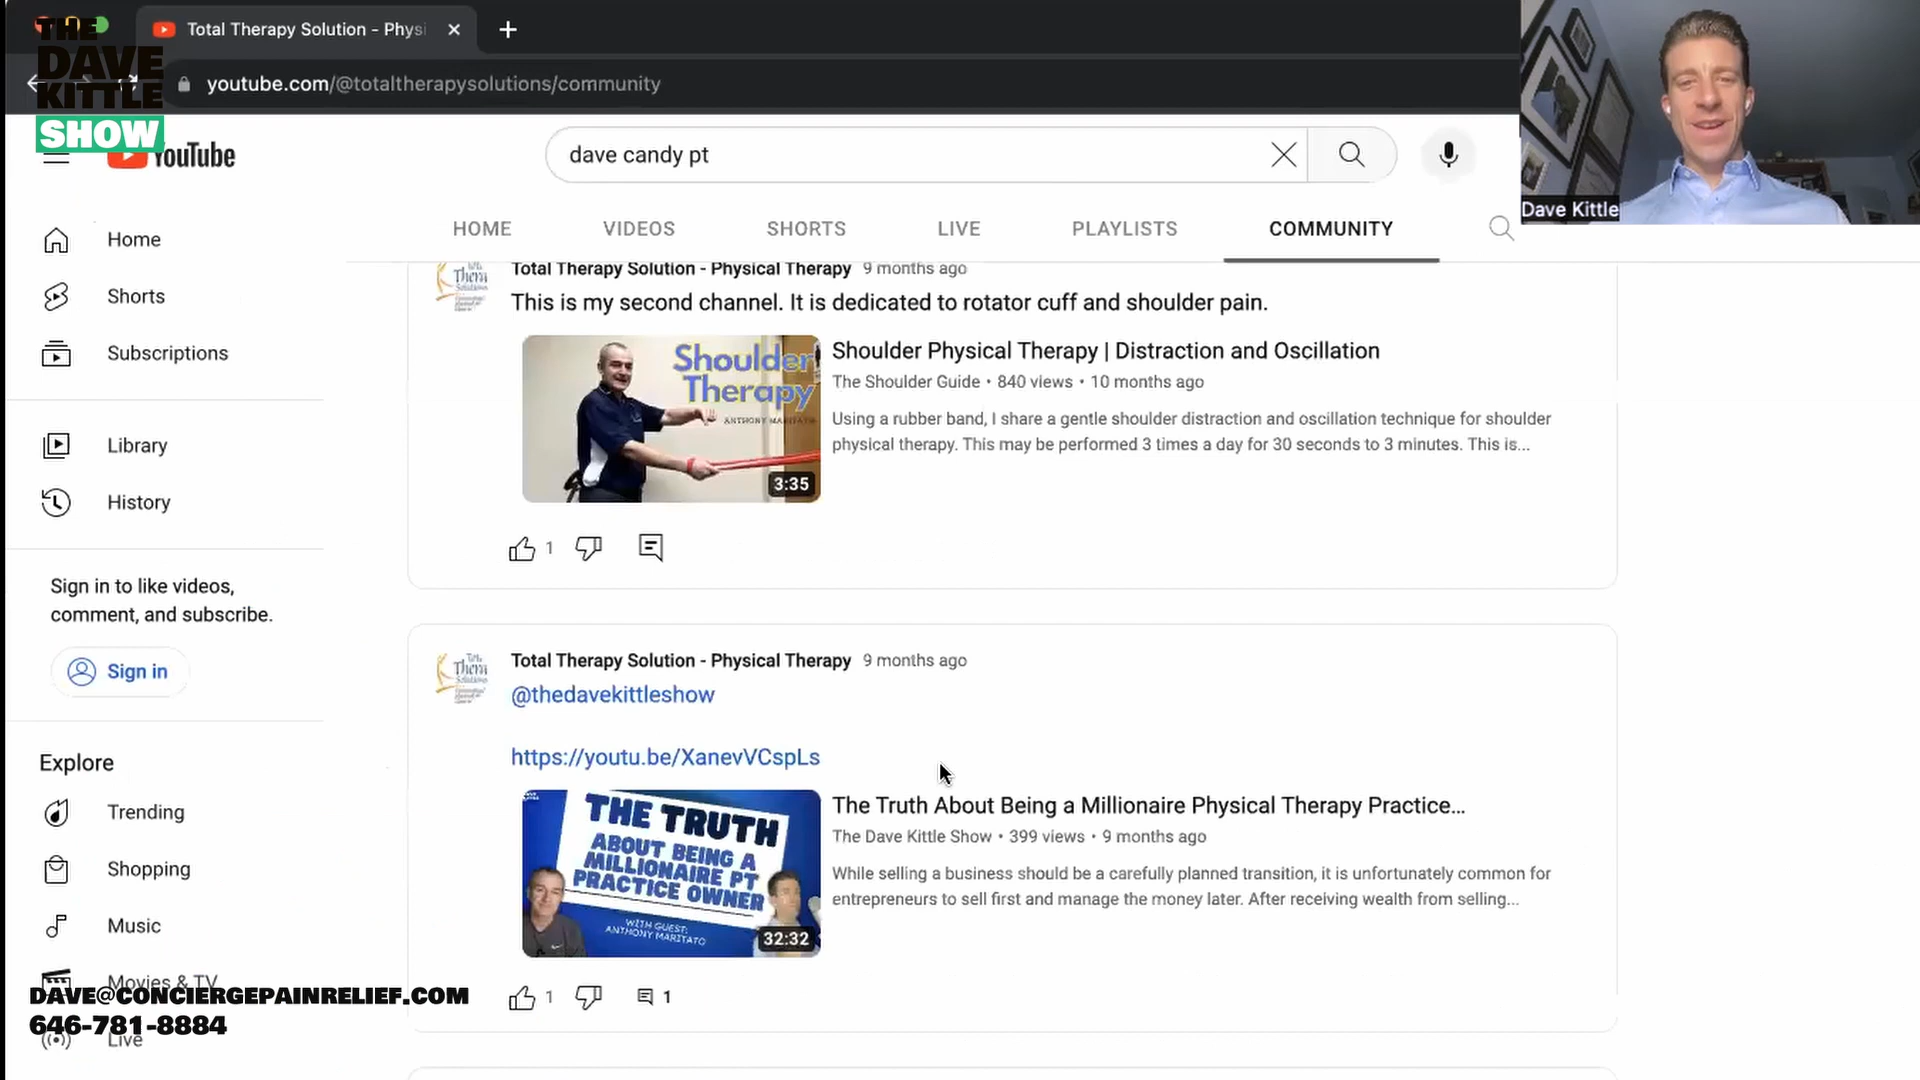 THE
DAVE
KITTLE
SHOW
Total Therapy Solution - Physi
youtube.com/@totaltherapysolutions/community
YouTube
dave candy pt
Dave Kittle
HOME
VIDEOS
SHORTS
LIVE
PLAYLISTS
COMMUNITY
Home
Shorts
Subscriptions
Library
History
Sign in to like videos,
comment, and subscribe.
Sign in
Explore
Trending
Shopping
Music
Movies & TV
Live
DAVE@CONCIERGEPAINRELIEF.COM
646-781-8884
Total Therapy Solution - Physical Therapy 9 months ago
This is my second channel. It is dedicated to rotator cuff and shoulder pain.
Shoulder
Therapy
ANTHONY MARITATO
3:35
Shoulder Physical Therapy | Distraction and Oscillation
The Shoulder Guide • 840 views • 10 months ago
Using a rubber band, I share a gentle shoulder distraction and oscillation technique for shoulder
physical therapy. This may be performed 3 times a day for 30 seconds to 3 minutes. This is...
1
Total Therapy Solution - Physical Therapy 9 months ago
@thedavekittleshow
https://youtu.be/XanevVCspLs
THE TRUTH
ABOUT BEING A
MILLIONAIRE PT
PRACTICE OWNER
WITH GUEST:
ANTHONY MARITATO
32:32
The Truth About Being a Millionaire Physical Therapy Practice...
The Dave Kittle Show • 399 views • 9 months ago
While selling a business should be a carefully planned transition, it is unfortunately common for
entrepreneurs to sell first and manage the money later. After receiving wealth from selling...
1
1